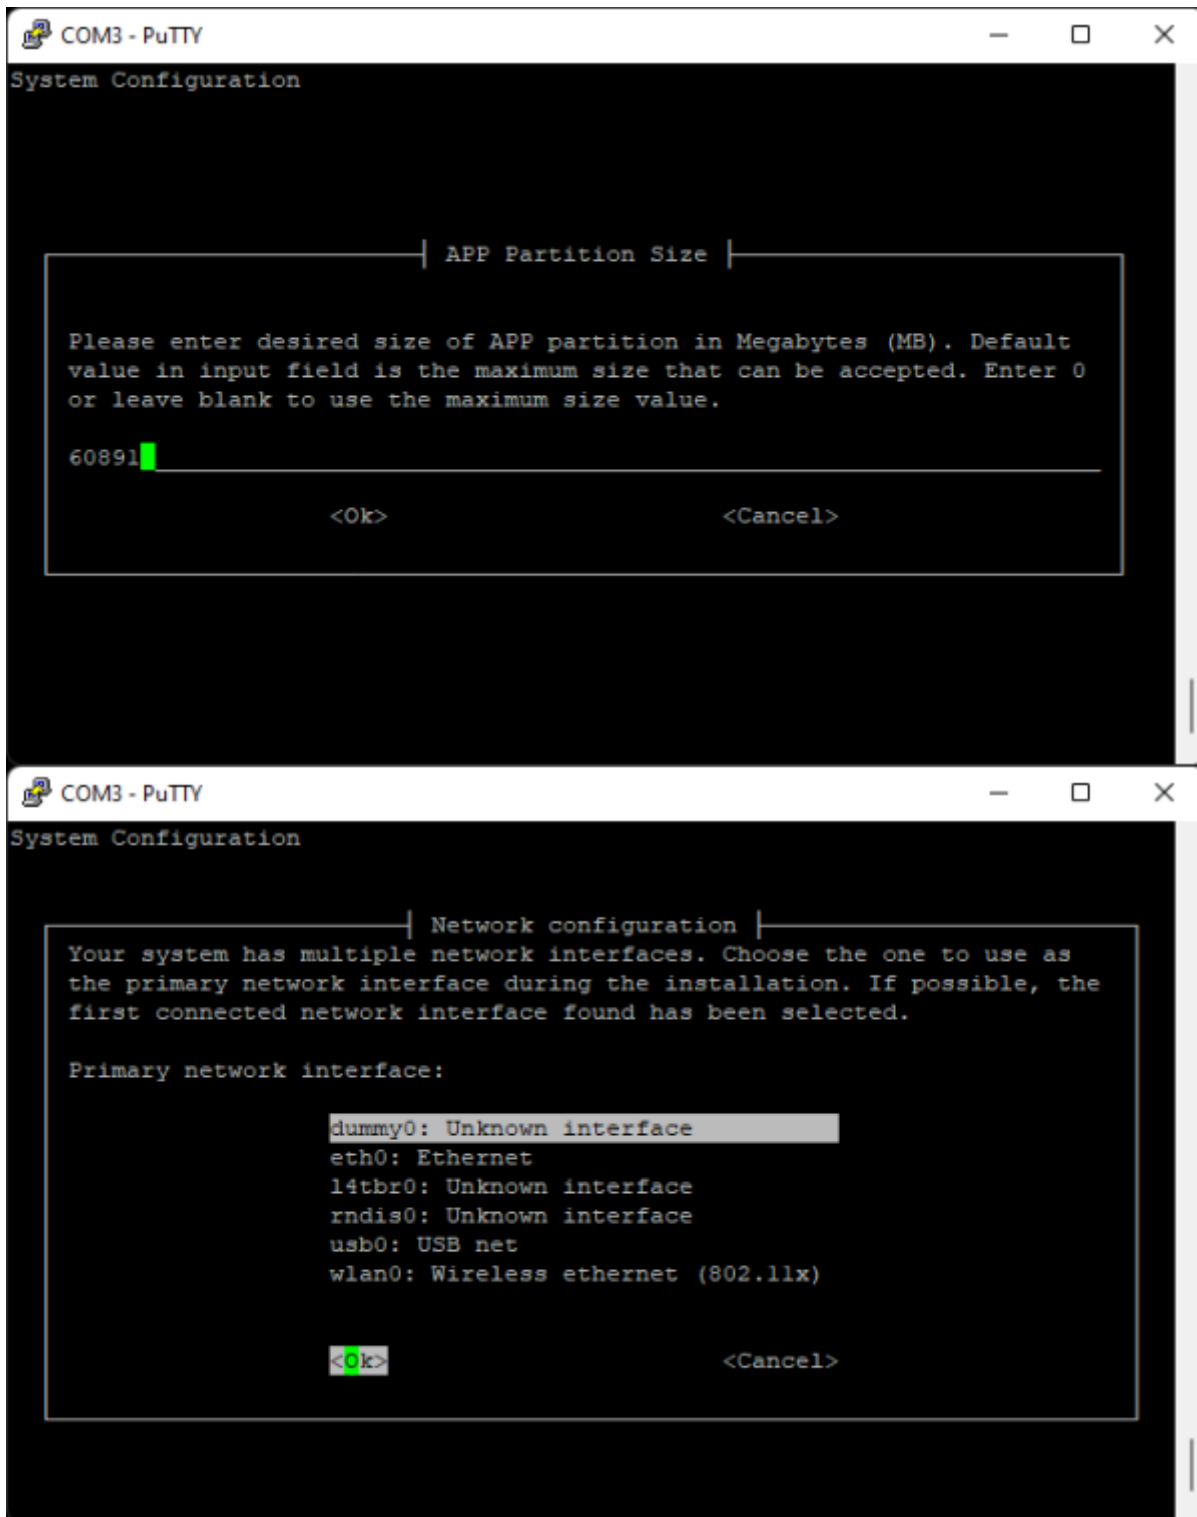 COM3 - PuTTY
System Configuration
APP Partition Size
Please enter desired size of APP partition in Megabytes (MB). Default
value in input field is the maximum size that can be accepted. Enter 0
or leave blank to use the maximum size value.
60891
<Ok> <Cancel>
COM3 - PuTTY
System Configuration
Network configuration
Your system has multiple network interfaces. Choose the one to use as
the primary network interface during the installation. If possible, the
first connected network interface found has been selected.
Primary network interface:
dummy0: Unknown interface
eth0: Ethernet
l4tbr0: Unknown interface
rndis0: Unknown interface
usb0: USB net
wlan0: Wireless ethernet (802.11x)
<Ok> <Cancel>